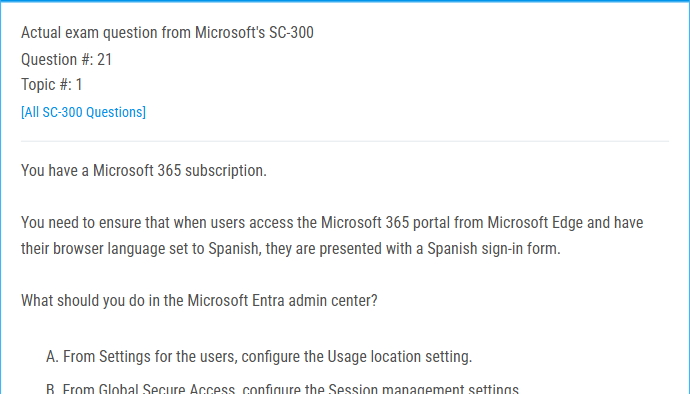 Actual exam question from Microsoft's SC-300
Question #: 21
Topic #: 1
[All SC-300 Questions]
You have a Microsoft 365 subscription.
You need to ensure that when users access the Microsoft 365 portal from Microsoft Edge and have
their browser language set to Spanish, they are presented with a Spanish sign-in form.
What should you do in the Microsoft Entra admin center?
A. From Settings for the users, configure the Usage location setting.
B. From Global Secure Access, configure the Session management settings.